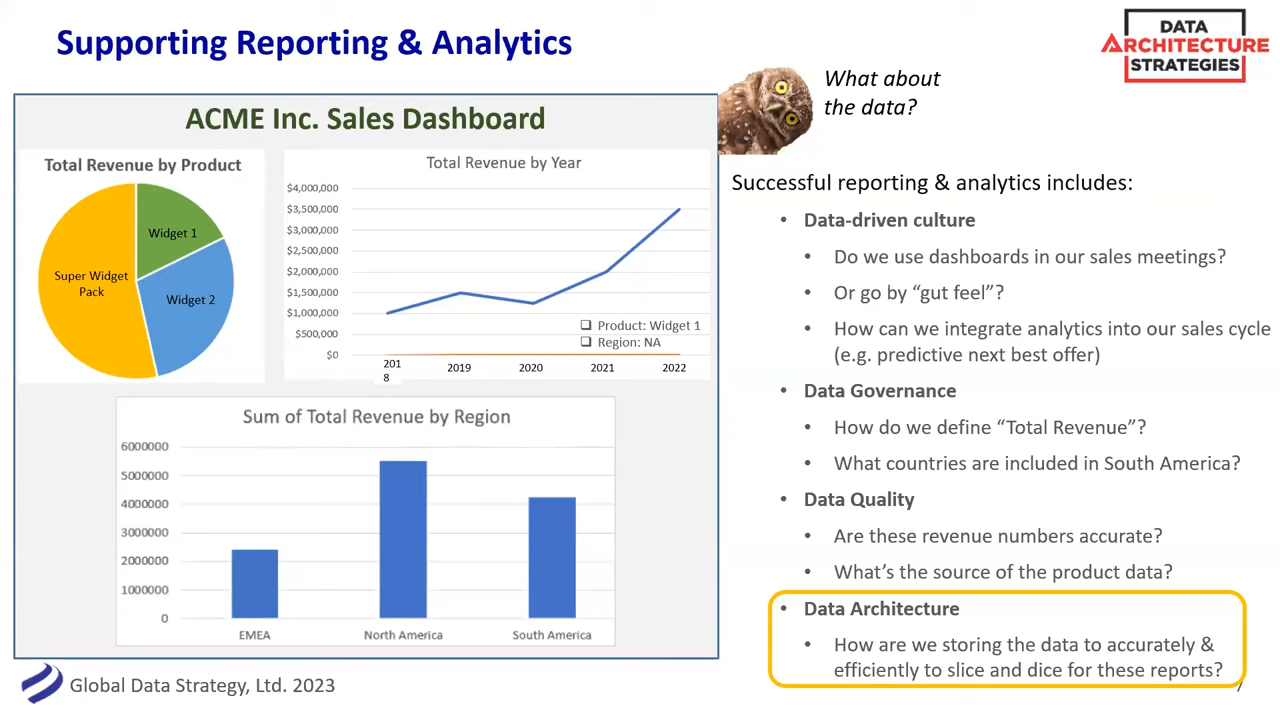 Supporting Reporting & Analytics
DATA
ARCHITECTURE
STRATEGIES
What about
the data?
ACME Inc. Sales Dashboard
Total Revenue by Product
Widget 1
Super Widget
Pack
Widget 2
Total Revenue by Year
$4,000,000
$3,500,000
$3,000,000
$2,500,000
$2,000,000
$1,500,000
$1,000,000
$500,000
$0
Product: Widget 1
Region: NA
201
8
2019
2020
2021
2022
Sum of Total Revenue by Region
6000000
5000000
4000000
3000000
2000000
1000000
0
EMEA
North America
South America
Successful reporting & analytics includes:
• Data-driven culture
• Do we use dashboards in our sales meetings?
• Or go by “gut feel”?
• How can we integrate analytics into our sales cycle
(e.g. predictive next best offer)
• Data Governance
• How do we define “Total Revenue”?
• What countries are included in South America?
• Data Quality
• Are these revenue numbers accurate?
• What’s the source of the product data?
• Data Architecture
• How are we storing the data to accurately &
efficiently to slice and dice for these reports?
Global Data Strategy, Ltd. 2023
7